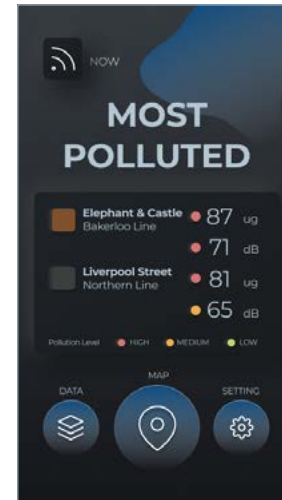 NOW
MOST
POLLUTED
Elephant & Castle 87 ug
Bakerloo Line
71 dB
Liverpool Street 81 ug
Northern Line
65 dB
Pollution Level HIGH MEDIUM LOW
MAP
DATA SETTING